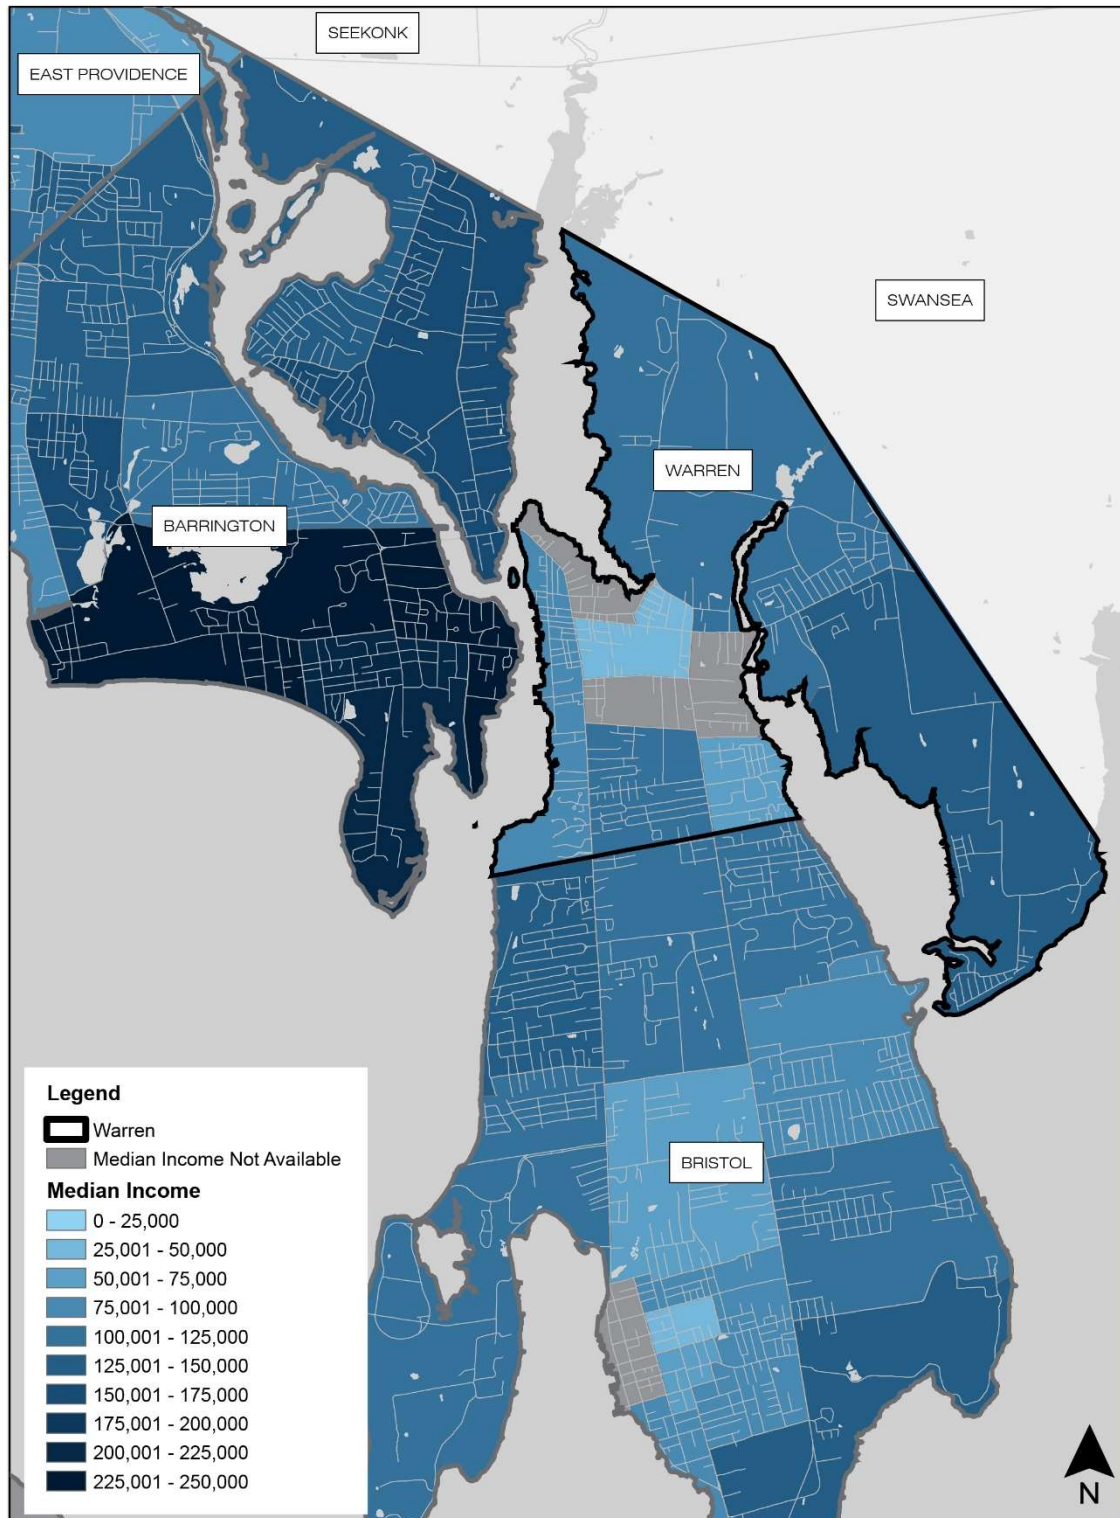 SEEKONK
EAST PROVIDENCE
SWANSEA
WARREN
BARRINGTON
BRISTOL
Legend
Warren
Median Income Not Available
Median Income
0 - 25,000
25,001 - 50,000
50,001 - 75,000
75,001 - 100,000
100,001 - 125,000
125,001 - 150,000
150,001 - 175,000
175,001 - 200,000
200,001 - 225,000
225,001 - 250,000
N